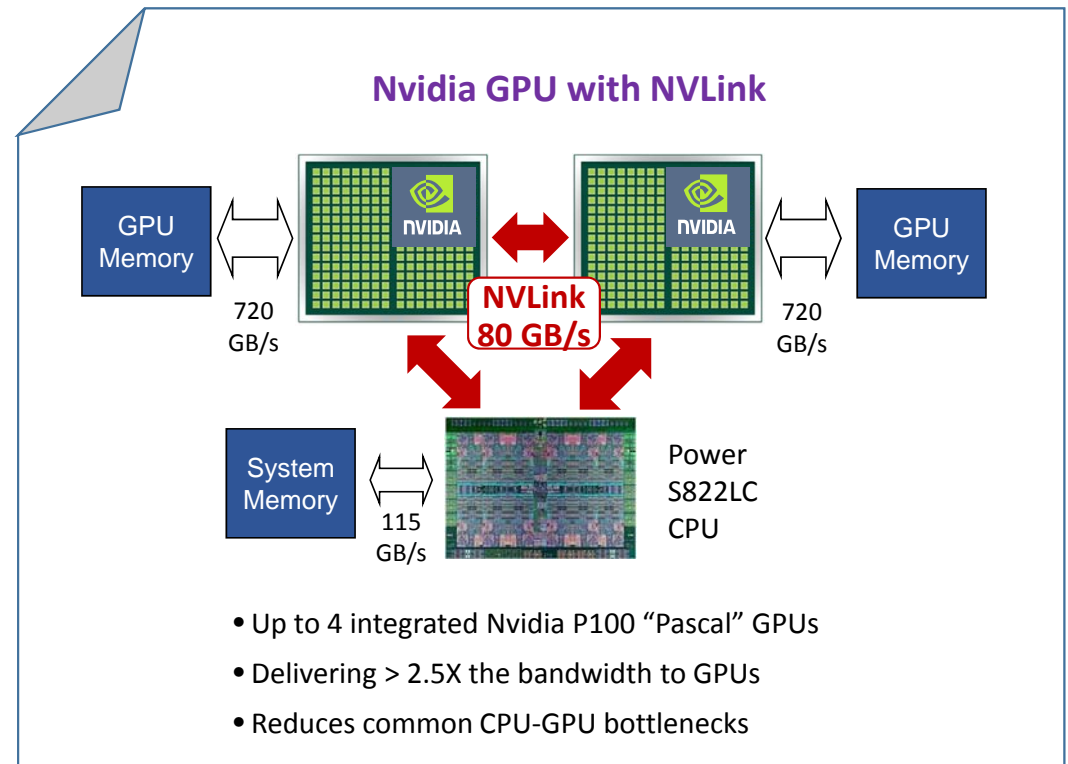 Nvidia GPU with NVLink
GPU
Memory
720
GB/s
NVIDIA
NVIDIA
GPU
Memory
720
GB/s
NVLink
80 GB/s
System
Memory
115
GB/s
Power
S822LC
CPU
• Up to 4 integrated Nvidia P100 “Pascal” GPUs
• Delivering > 2.5X the bandwidth to GPUs
• Reduces common CPU-GPU bottlenecks